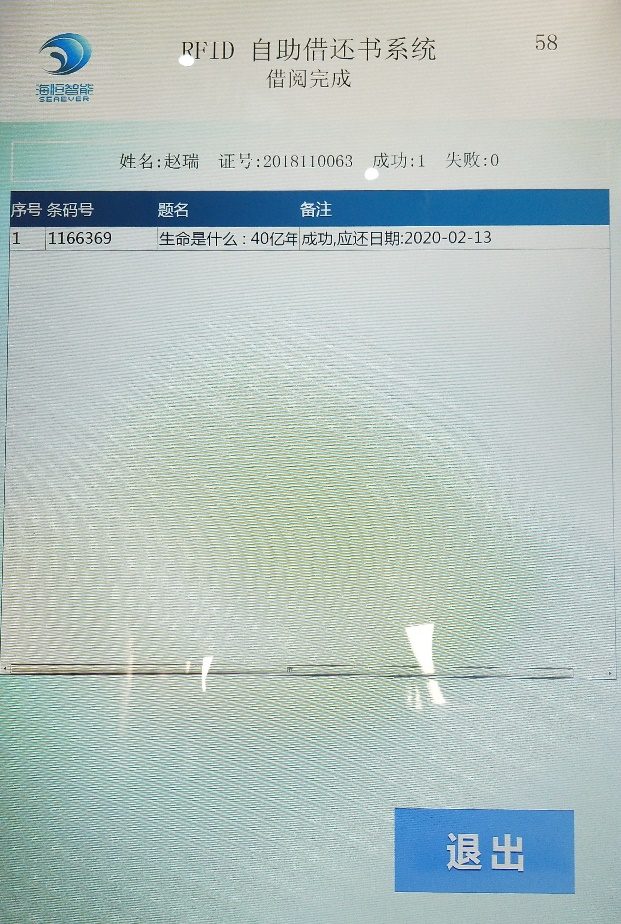 RFID 自助借还书系统
58
借阅完成
海恒智能
SEAEVER
姓名:赵瑞 证号:2018110063 成功:1 失败:0
序号 条码号 题名 备注
1 1166369 生命是什么：40亿年 成功,应还日期:2020-02-13
退出